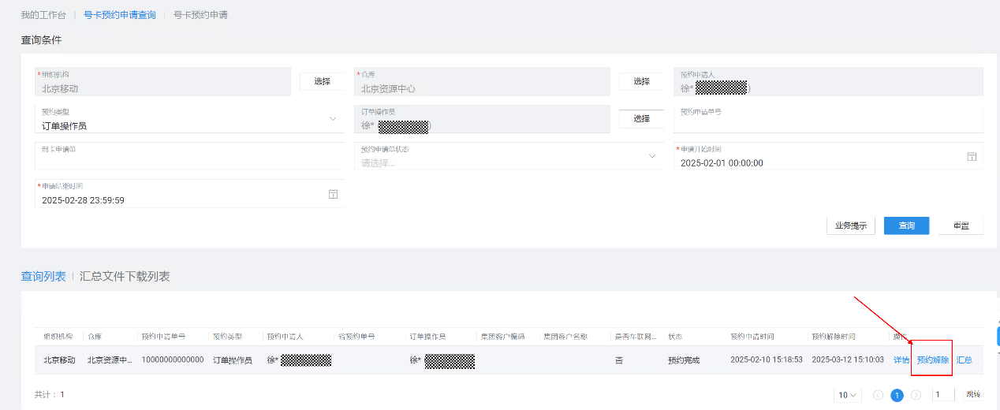 我的工作台 | 号卡预约申请查询 | 号卡预约申请
查询条件
*组织机构
北京移动
选择
*仓库
北京资源中心
选择
预约申请人
徐* )
预约类型
订单操作员
订单操作员
徐* )
选择
预约申请单号
制卡申请单
预约申请单状态
请选择...
*申请开始时间
2025-02-01 00:00:00
*申请结束时间
2025-02-28 23:59:59
业务提示 查询 重置
查询列表 | 汇总文件下载列表
组织机构 仓库 预约申请单号 预约类型 预约申请人 省预约单号 订单操作员 集团客户编码 集团客户名称 是否车联网... 状态 预约申请时间 预约解除时间 操作
北京移动 北京资源中... 10000000000000 订单操作员 徐* 徐* 否 预约完成 2025-02-10 15:18:53 2025-03-12 15:10:03 详情 预约解除 汇总
共计： 1
10 1 1 跳转